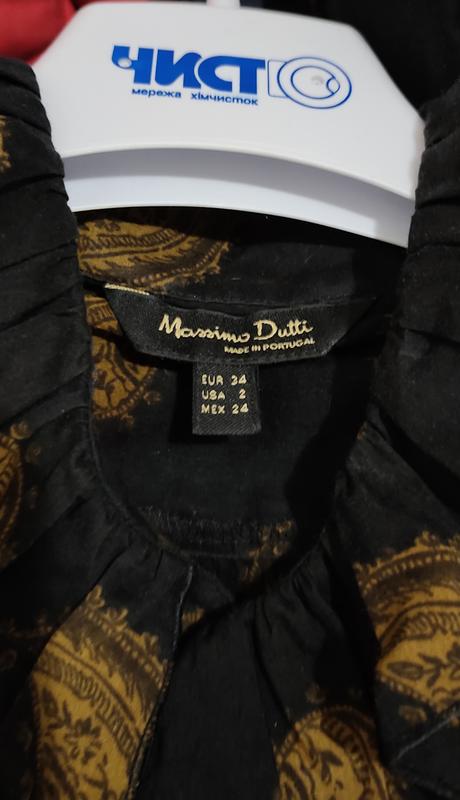 ЧИСТО
мережа хімчисток
Massimo Dutti
MADE IN PORTUGAL
EUR 34
USA 2
MEX 24